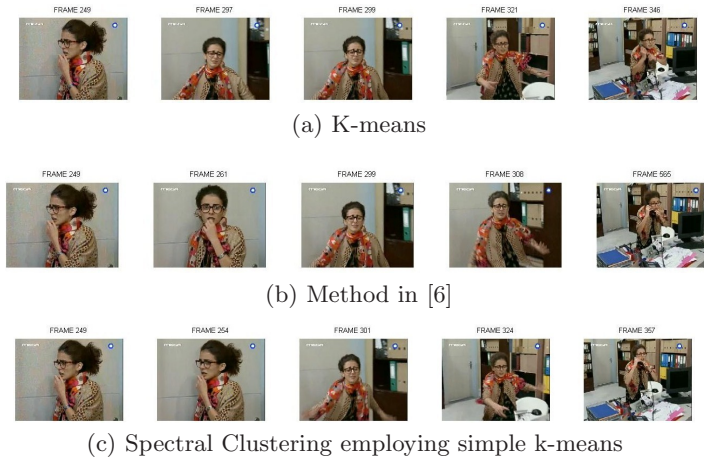 FRAME 249 FRAME 297 FRAME 299 FRAME 321 FRAME 346
(a) K-means
FRAME 249 FRAME 261 FRAME 299 FRAME 308 FRAME 565
(b) Method in [6]
FRAME 249 FRAME 254 FRAME 301 FRAME 324 FRAME 357
(c) Spectral Clustering employing simple k-means